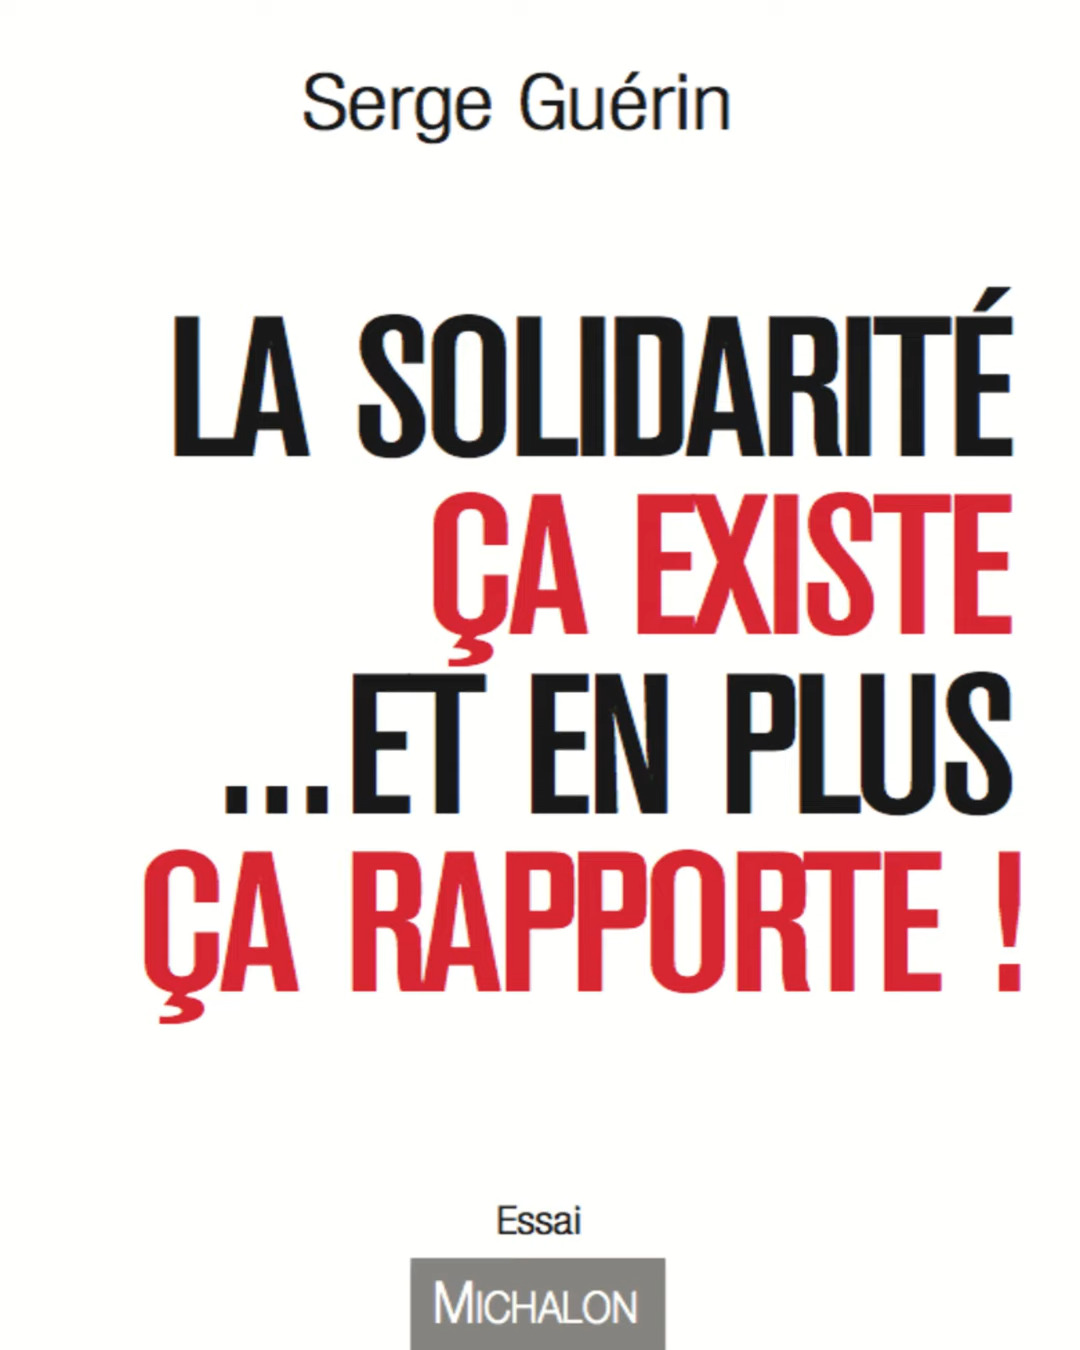 Serge Guérin
LA SOLIDARITÉ
ÇA EXISTE
...ET EN PLUS
ÇA RAPPORTE !
Essai
MICHALON